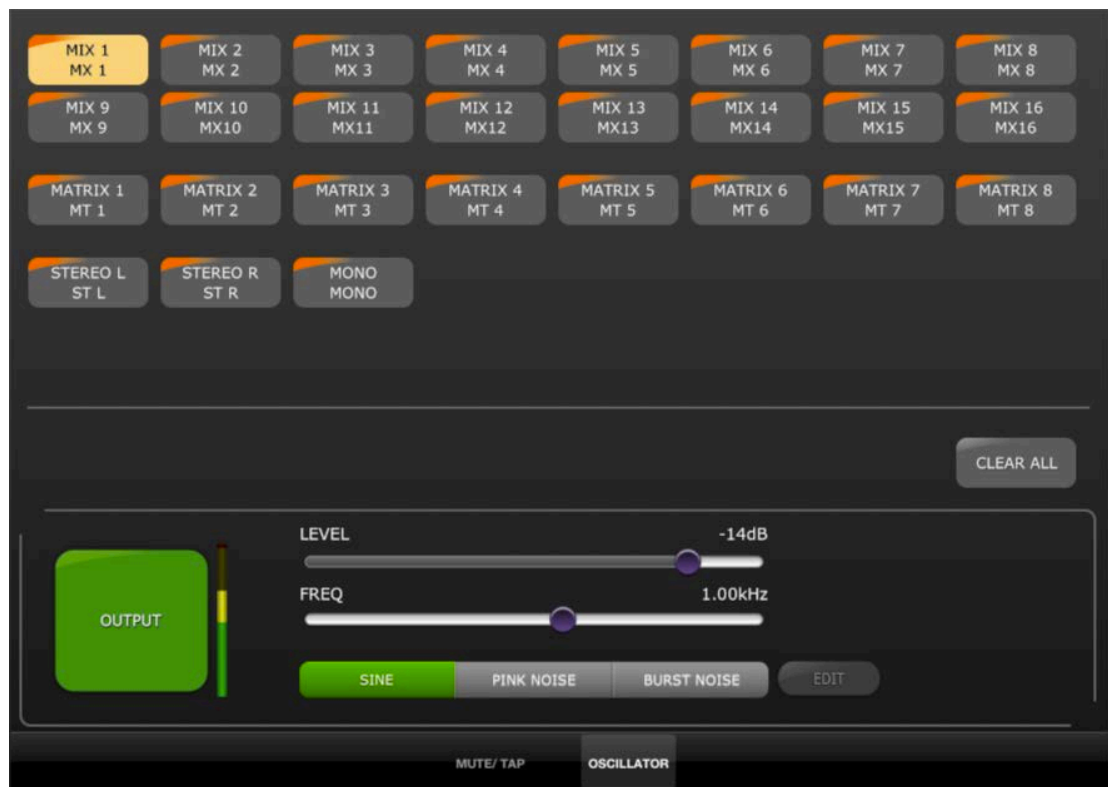 MIX 1 MIX 2 MIX 3 MIX 4 MIX 5 MIX 6 MIX 7 MIX 8
MX 1 MX 2 MX 3 MX 4 MX 5 MX 6 MX 7 MX 8
MIX 9 MIX 10 MIX 11 MIX 12 MIX 13 MIX 14 MIX 15 MIX 16
MX 9 MX10 MX11 MX12 MX13 MX14 MX15 MX16
MATRIX 1 MATRIX 2 MATRIX 3 MATRIX 4 MATRIX 5 MATRIX 6 MATRIX 7 MATRIX 8
MT 1 MT 2 MT 3 MT 4 MT 5 MT 6 MT 7 MT 8
STEREO L STEREO R MONO
ST L ST R MONO
CLEAR ALL
LEVEL -14dB
FREQ 1.00kHz
OUTPUT
SINE PINK NOISE BURST NOISE EDIT
MUTE/ TAP OSCILLATOR